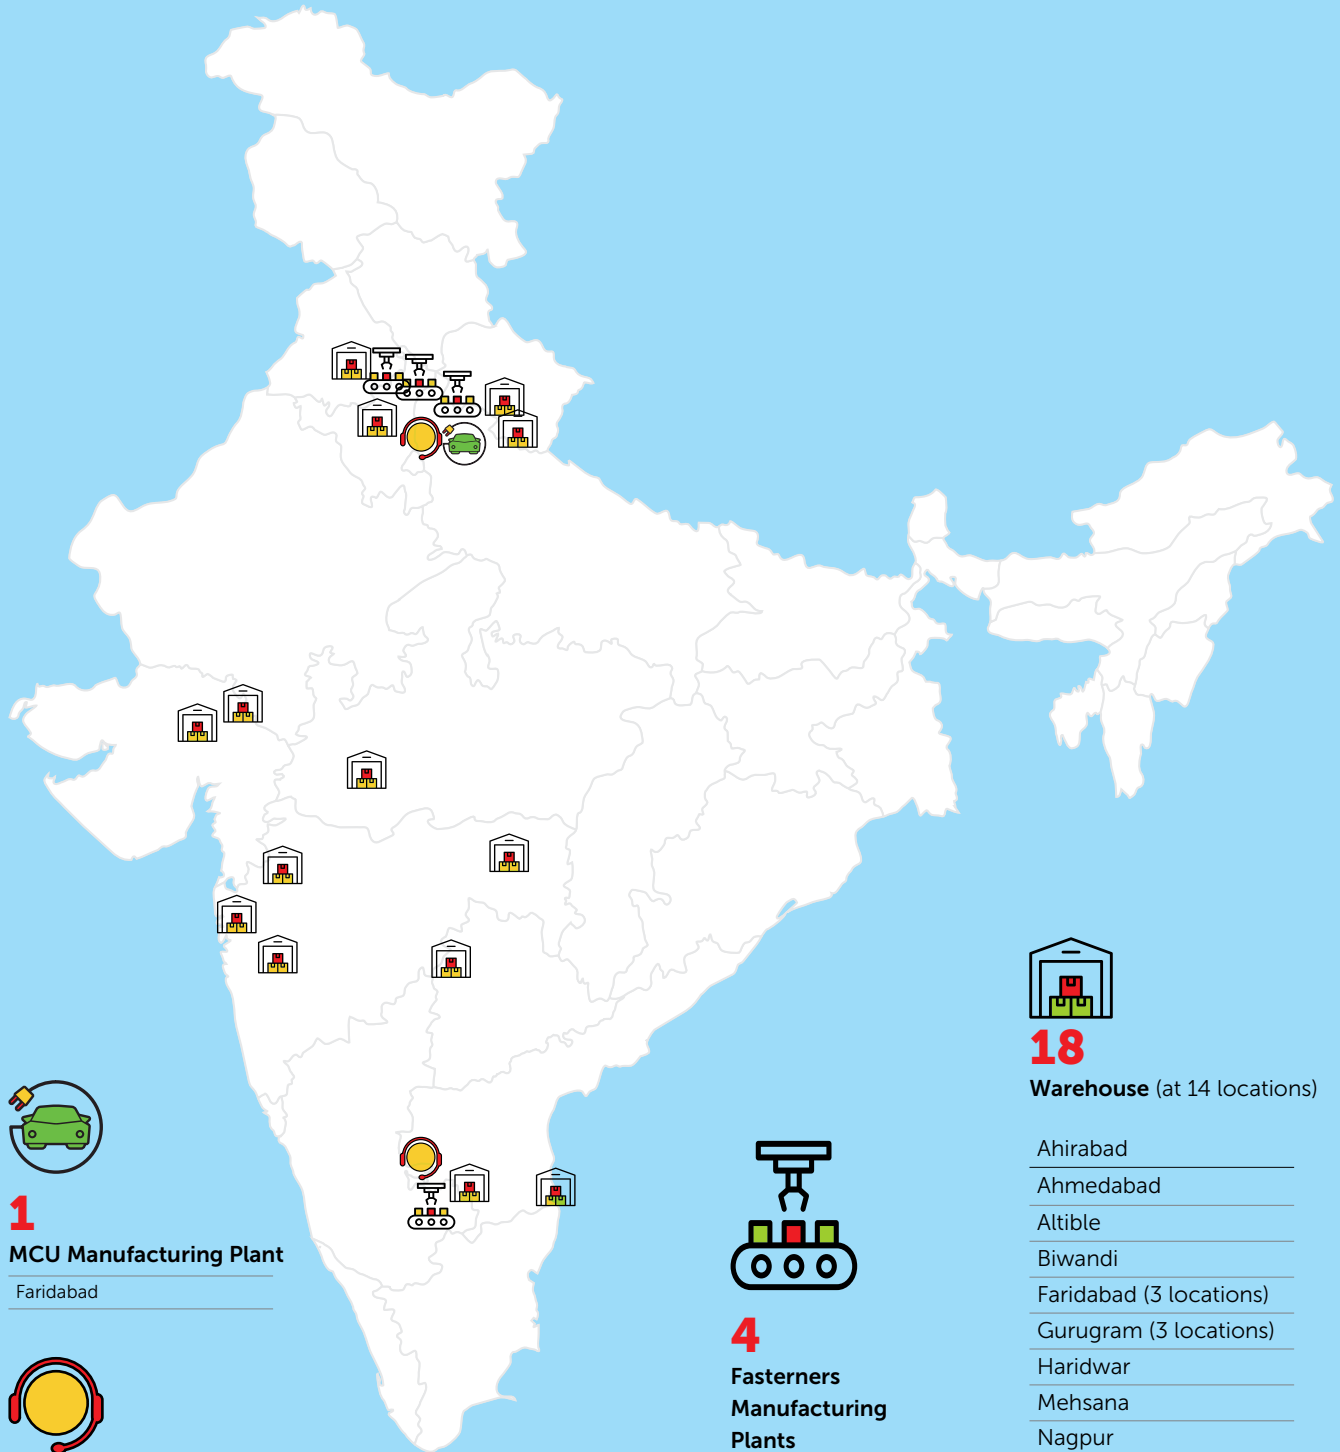 1
MCU Manufacturing Plant
Faridabad
4
Fasterners
Manufacturing
Plants
18
Warehouse (at 14 locations)
Ahirabad
Ahmedabad
Altible
Biwandi
Faridabad (3 locations)
Gurugram (3 locations)
Haridwar
Mehsana
Nagpur